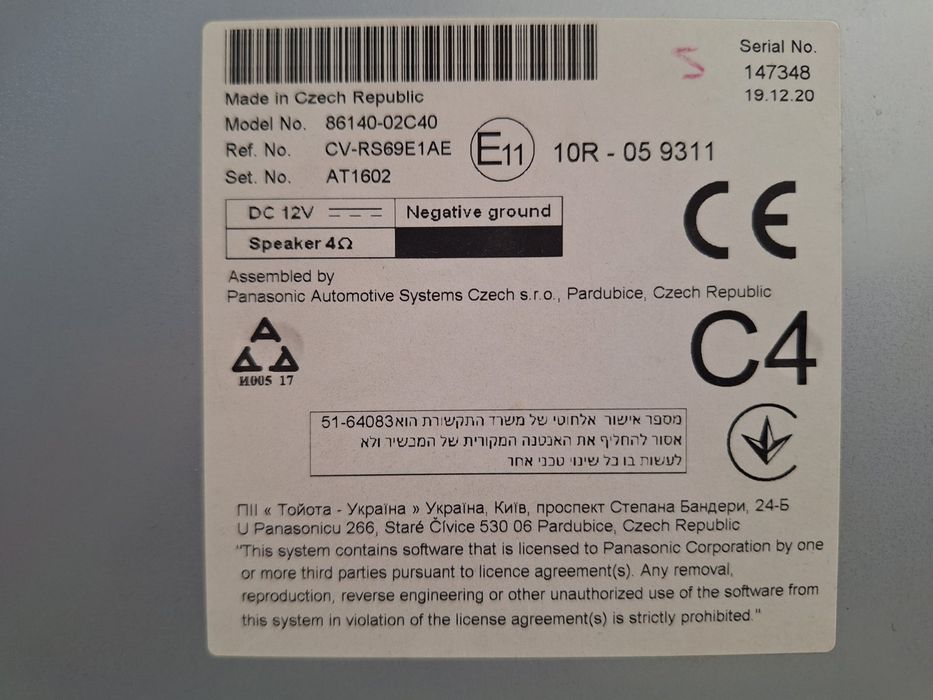 Serial No.
147348
19.12.20
Made in Czech Republic
Model No. 86140-02C40
Ref. No. CV-RS69E1AE
Set. No. AT1602
E11 10R - 05 9311
DC 12V Negative ground
Speaker 4Ω
CE
Assembled by
Panasonic Automotive Systems Czech s.r.o., Pardubice, Czech Republic
C4
И005 17
מספר אישור אלחוטי של משרד התקשורת הוא 51-64083
אסור להחליף את האנטנה המקורית של המכשיר ולא
לעשות בו כל שינוי טכני אחר
ПІІ « Тойота - Україна » Україна, Київ, проспект Степана Бандери, 24-Б
U Panasonicu 266, Staré Čívice 530 06 Pardubice, Czech Republic
"This system contains software that is licensed to Panasonic Corporation by one
or more third parties pursuant to licence agreement(s). Any removal,
reproduction, reverse engineering or other unauthorized use of the software from
this system in violation of the license agreement(s) is strictly prohibited."